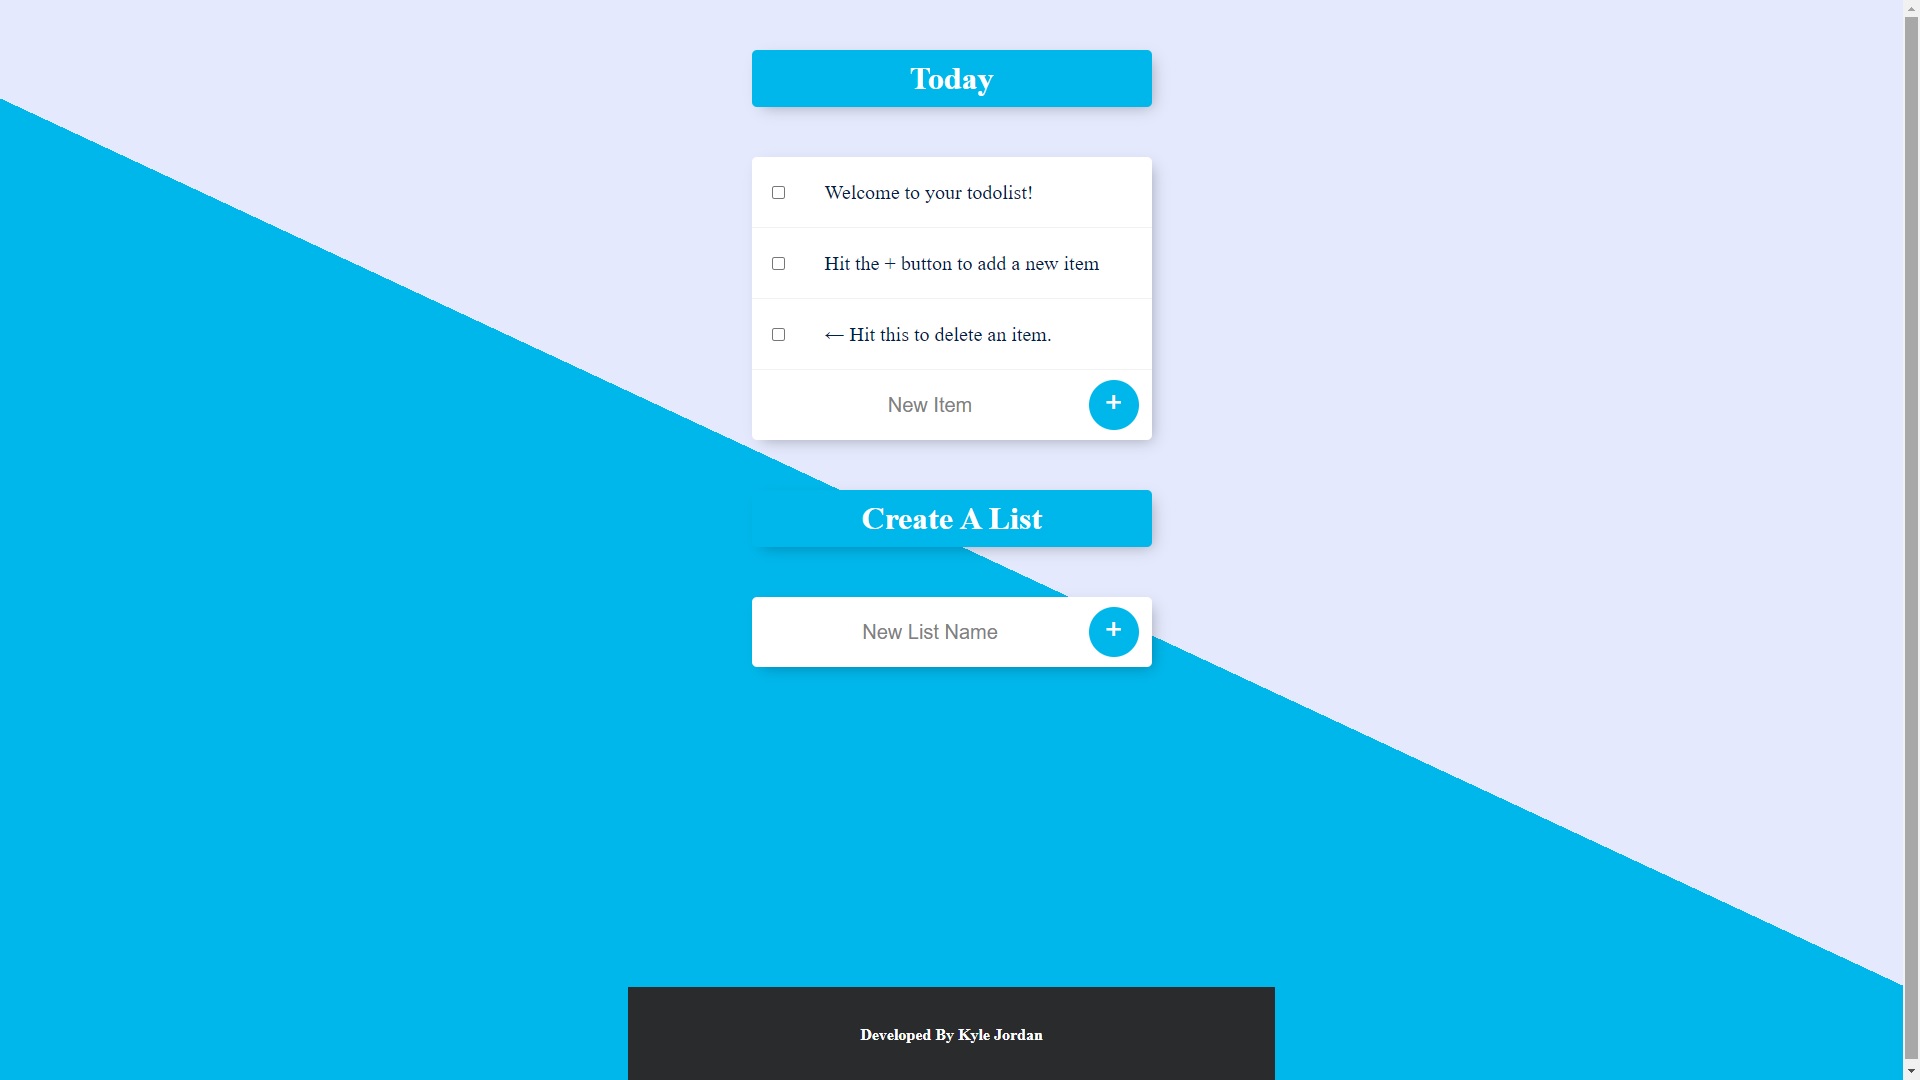 Today
Welcome to your todolist!
Hit the + button to add a new item
← Hit this to delete an item.
New Item +
Create A List
New List Name +
Developed By Kyle Jordan